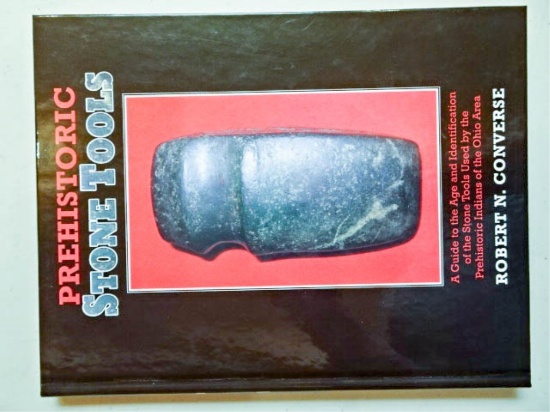 PREHISTORIC
STONE TOOLS
A Guide to the Age and Identification
of the Stone Tools Used by the
Prehistoric Indians of the Ohio Area
ROBERT N. CONVERSE